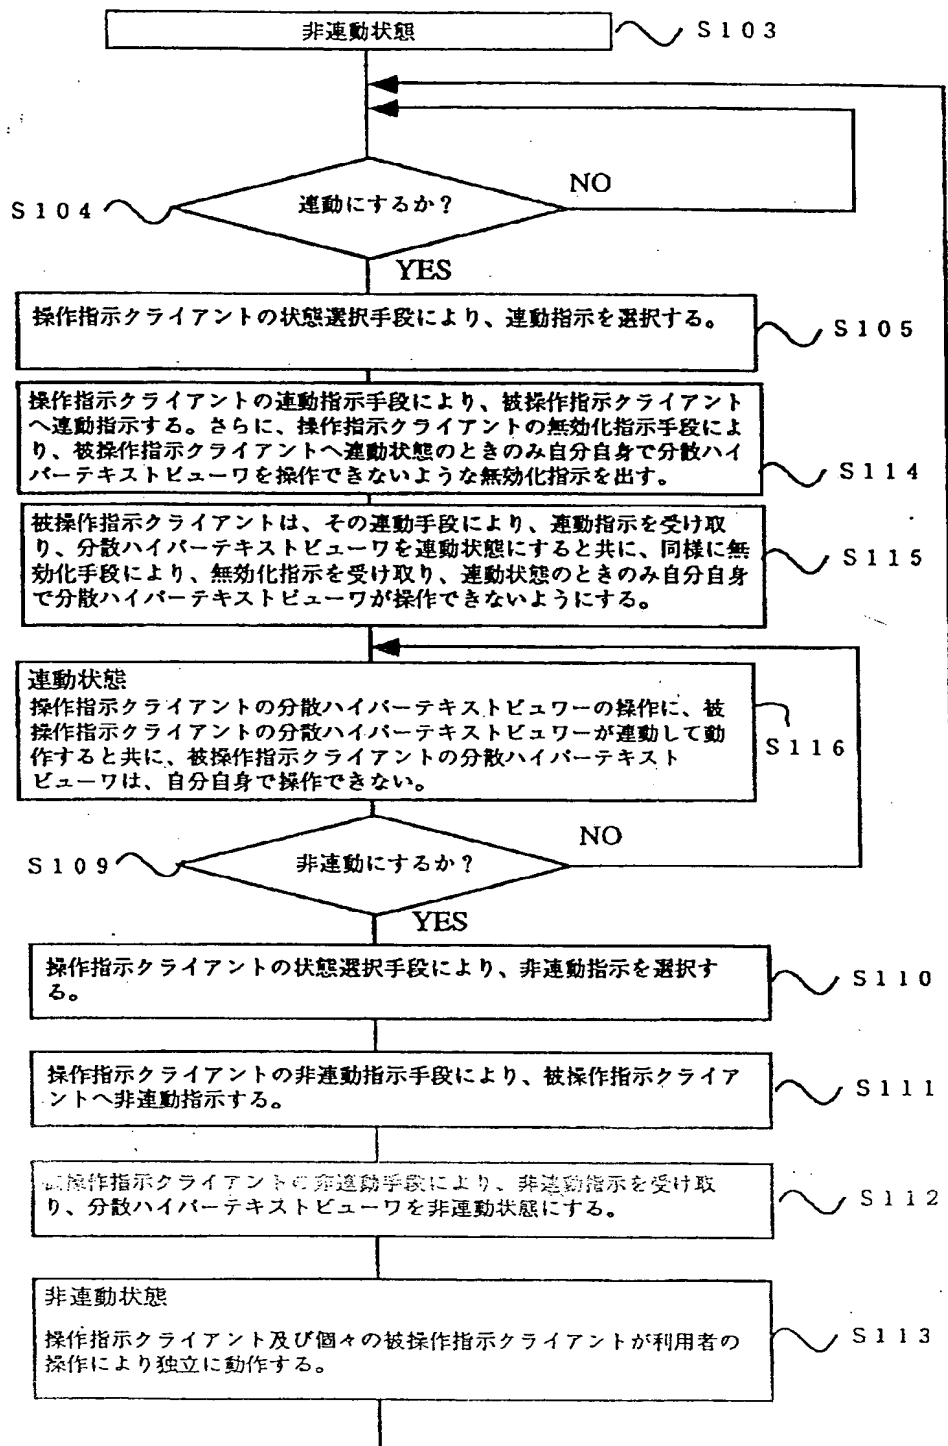 非連動状態
S103
連動にするか？
NO
S104
YES
操作指示クライアントの状態選択手段により、連動指示を選択する。
S105
操作指示クライアントの連動指示手段により、被操作指示クライアント
へ連動指示する。さらに、操作指示クライアントの無効化指示手段によ
り、被操作指示クライアントへ連動状態のときのみ自分自身で分散ハイ
パーテキストビューワを操作できないような無効化指示を出す。
S114
被操作指示クライアントは、その連動手段により、連動指示を受け取
り、分散ハイパーテキストビューワを連動状態にすると共に、同様に無
効化手段により、無効化指示を受け取り、連動状態のときのみ自分自身
で分散ハイパーテキストビューワが操作できないようにする。
S115
連動状態
操作指示クライアントの分散ハイパーテキストビュワーの操作に、被
操作指示クライアントの分散ハイパーテキストビュワーが連動して動
作すると共に、被操作指示クライアントの分散ハイパーテキスト
ビューワは、自分自身で操作できない。
S116
非連動にするか？
NO
S109
YES
操作指示クライアントの状態選択手段により、非連動指示を選択す
る。
S110
操作指示クライアントの非連動指示手段により、被操作指示クライア
ントへ非連動指示する。
S111
被操作指示クライアントの非連動手段により、非連動指示を受け取
り、分散ハイパーテキストビューワを非連動状態にする。
S112
非連動状態
操作指示クライアント及び個々の被操作指示クライアントが利用者の
操作により独立に動作する。
S113